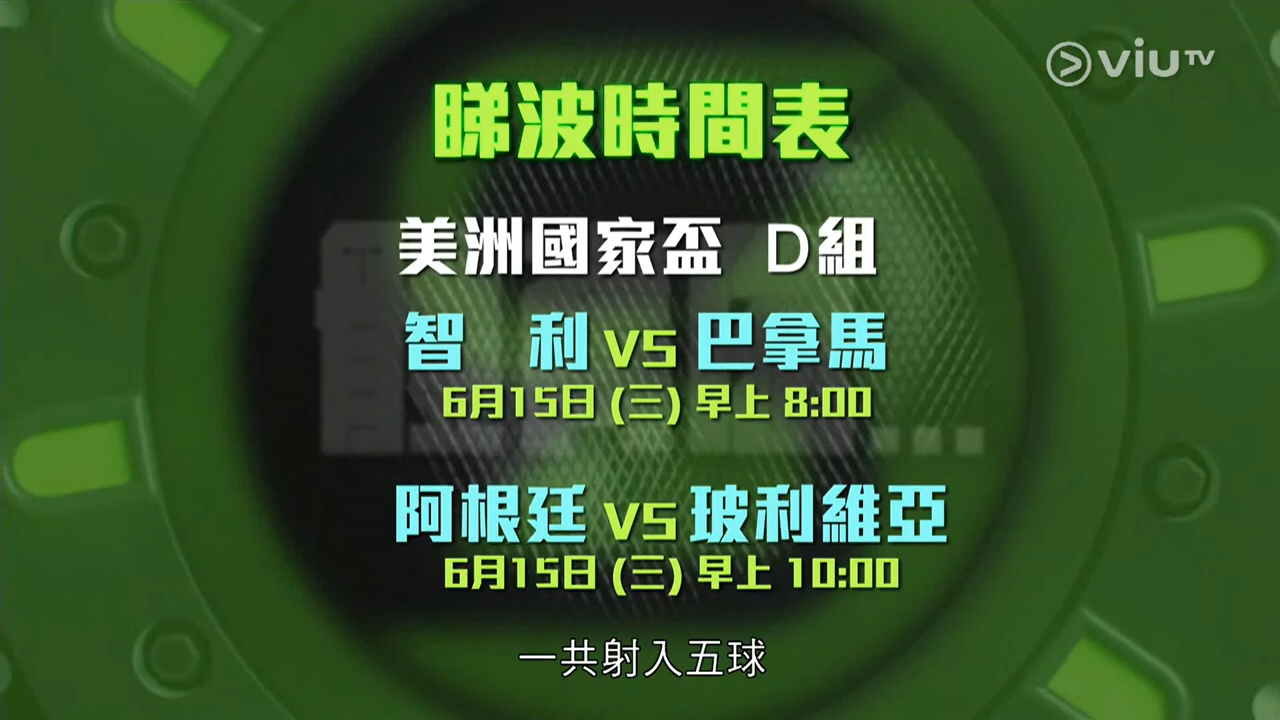 viuTV
睇波時間表
美洲國家盃 D組
智 利 VS 巴拿馬
6月15日 (三) 早上 8:00
阿根廷 VS 玻利維亞
6月15日 (三) 早上 10:00
一共射入五球